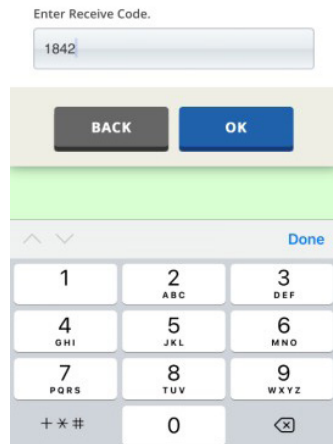 Enter Receive Code.
1842
BACK OK
Done
1 2 3
ABC DEF
4 5 6
GHI JKL MNO
7 8 9
PQRS TUV WXYZ
+*# 0